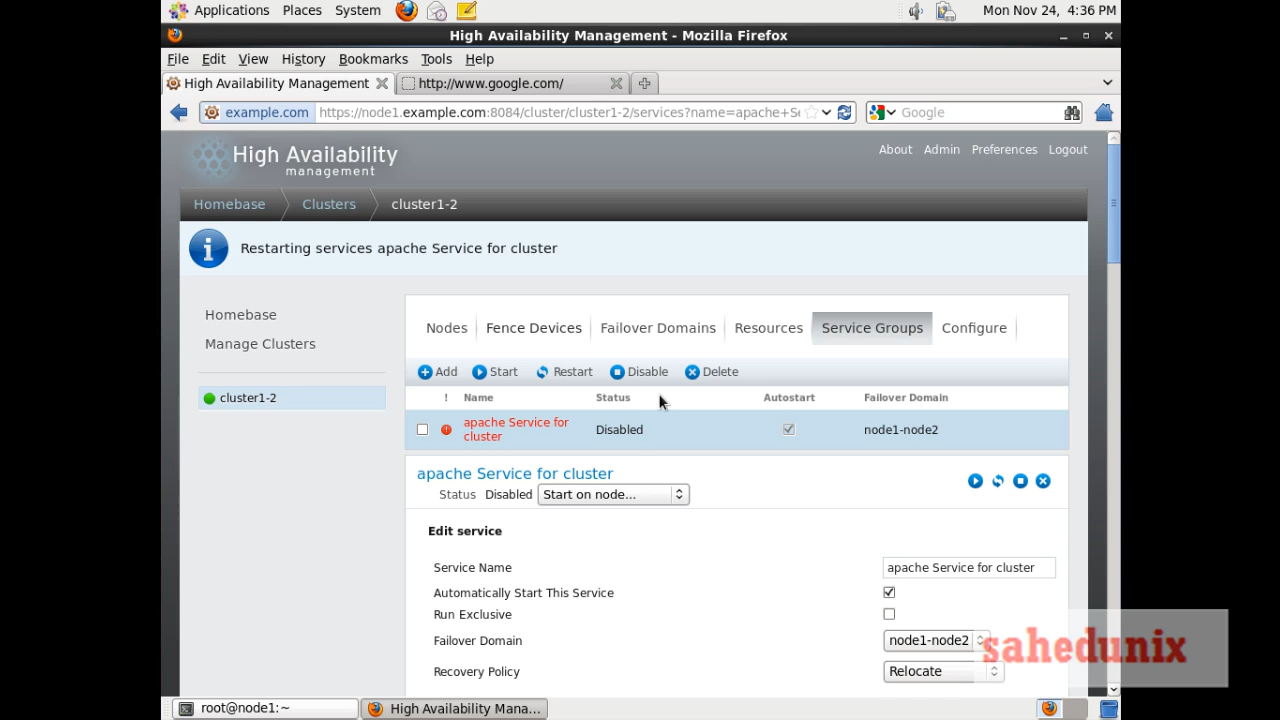 Applications Places System Mon Nov 24, 4:36 PM
High Availability Management - Mozilla Firefox
File Edit View History Bookmarks Tools Help
High Availability Management http://www.google.com/
example.com https://node1.example.com:8084/cluster/cluster1-2/services?name=apache+S Google
High Availability
management
About Admin Preferences Logout
Homebase Clusters cluster1-2
Restarting services apache Service for cluster
Homebase
Manage Clusters
cluster1-2
Nodes Fence Devices Failover Domains Resources Service Groups Configure
Add Start Restart Disable Delete
! Name Status Autostart Failover Domain
apache Service for
cluster Disabled node1-node2
apache Service for cluster
Status Disabled Start on node...
Edit service
Service Name apache Service for cluster
Automatically Start This Service
Run Exclusive
Failover Domain node1-node2
Recovery Policy Relocate
sahedunix
root@node1:~ High Availability Mana...